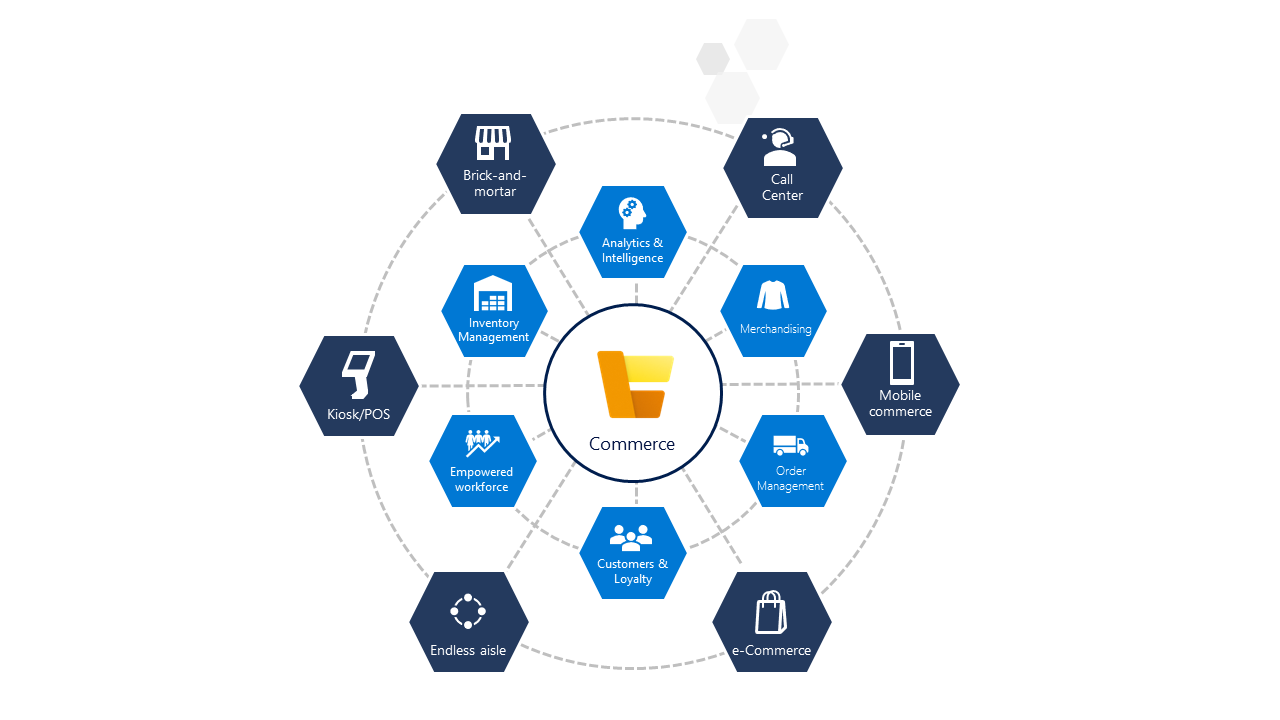 Brick-and-
mortar
Call
Center
Analytics &
Intelligence
Inventory
Management
Merchandising
Kiosk/POS
Commerce
Mobile
commerce
Empowered
workforce
Order
Management
Customers &
Loyalty
Endless aisle
e-Commerce